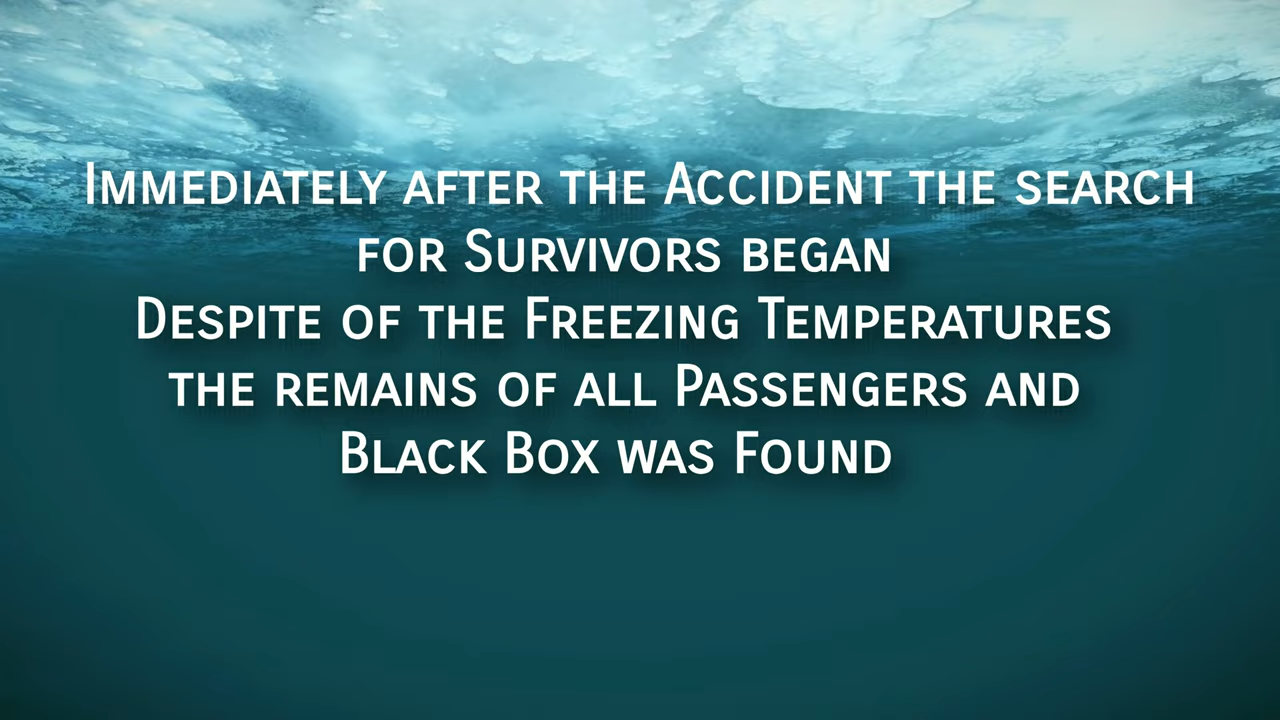 Immediately after the Accident the search
for Survivors began
Despite of the Freezing Temperatures
the remains of all Passengers and
Black Box was Found